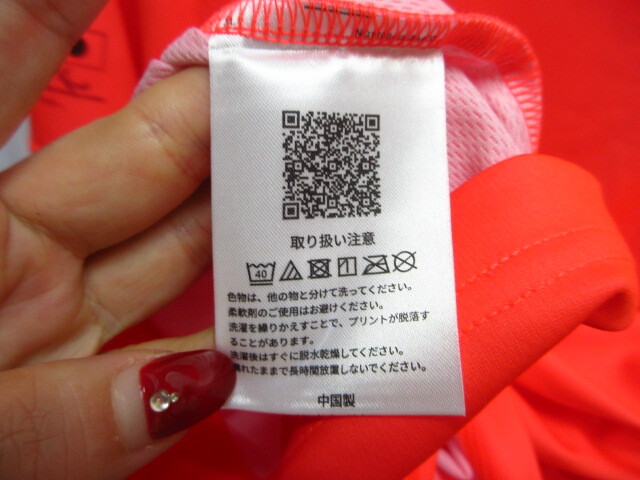 取り扱い注意
40
色物は、他の物と分けて洗ってください。
柔軟剤のご使用はお避けください。
洗濯を繰りかえすことで、プリントが脱落す
ることがあります。
洗濯後はすぐに脱水乾燥してください。
れたままで長時間放置しないでください。
中国製